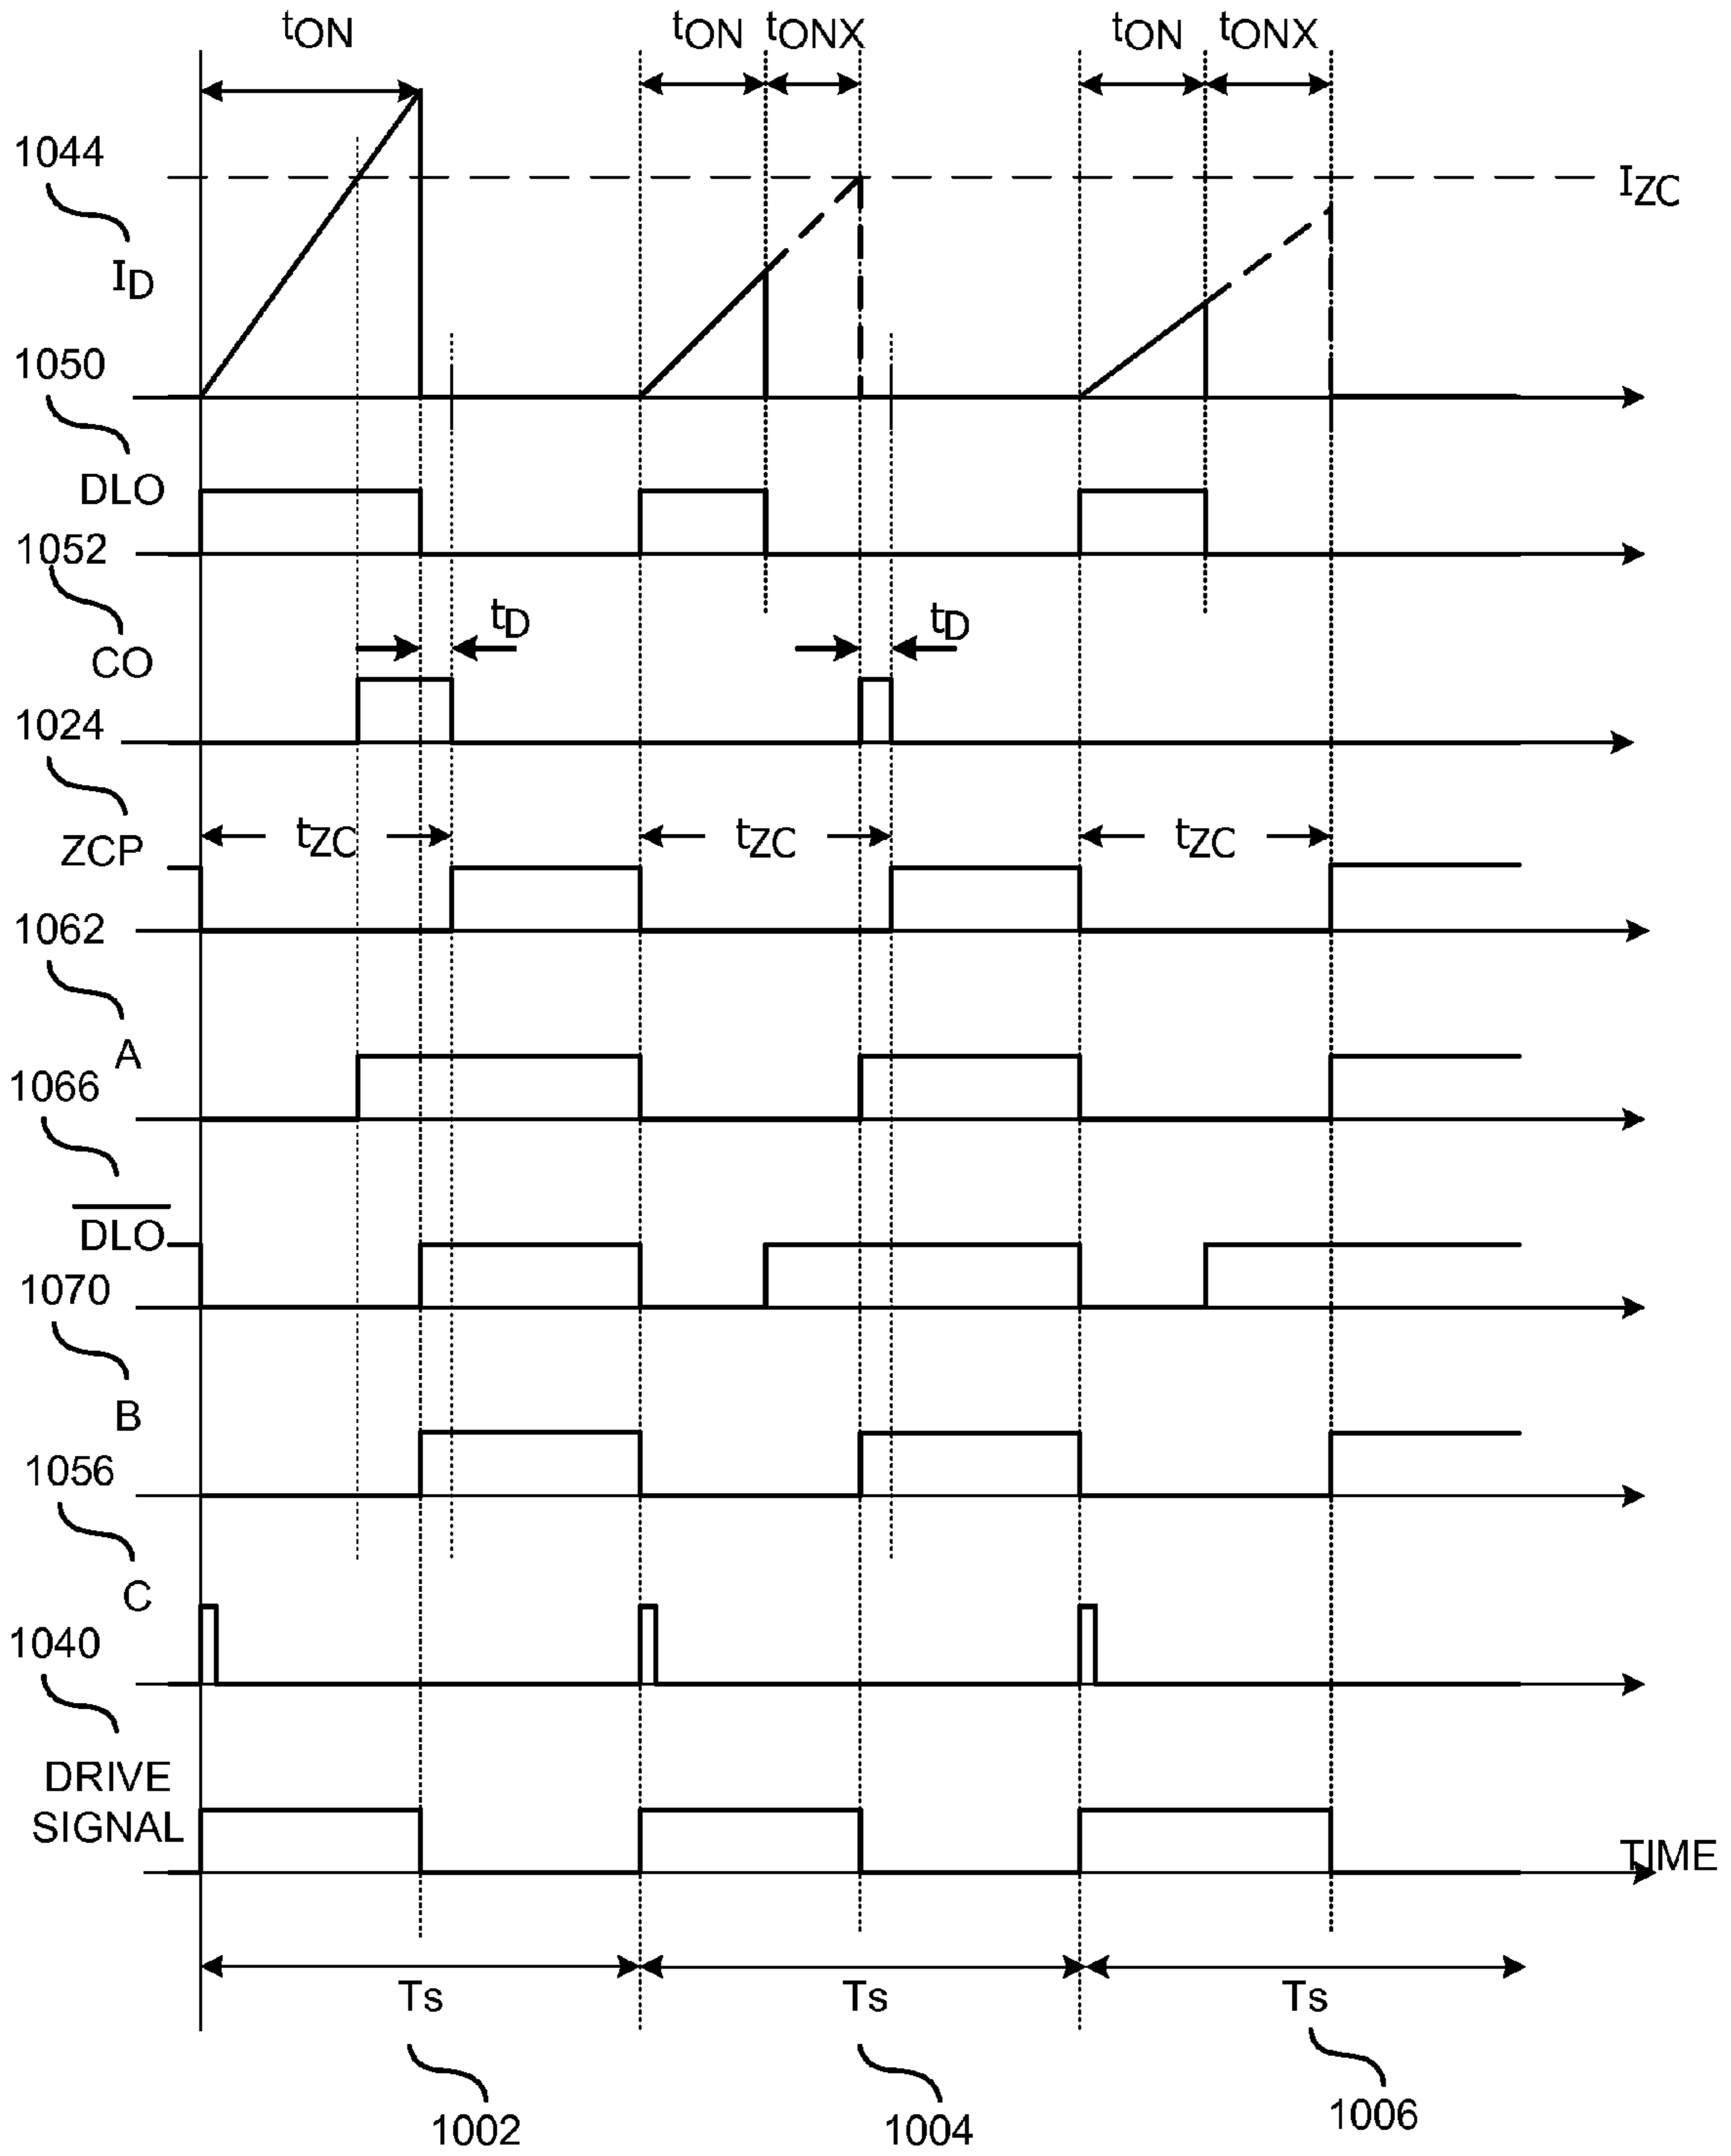 tON tON tONX tON tONX
1044
IZC
ID
1050
DLO
1052
tD tD
CO
1024
tZC tZC tZC
ZCP
1062
A
1066
DLO
1070
B
1056
C
1040
DRIVE
SIGNAL
TIME
Ts Ts Ts
1002 1004 1006